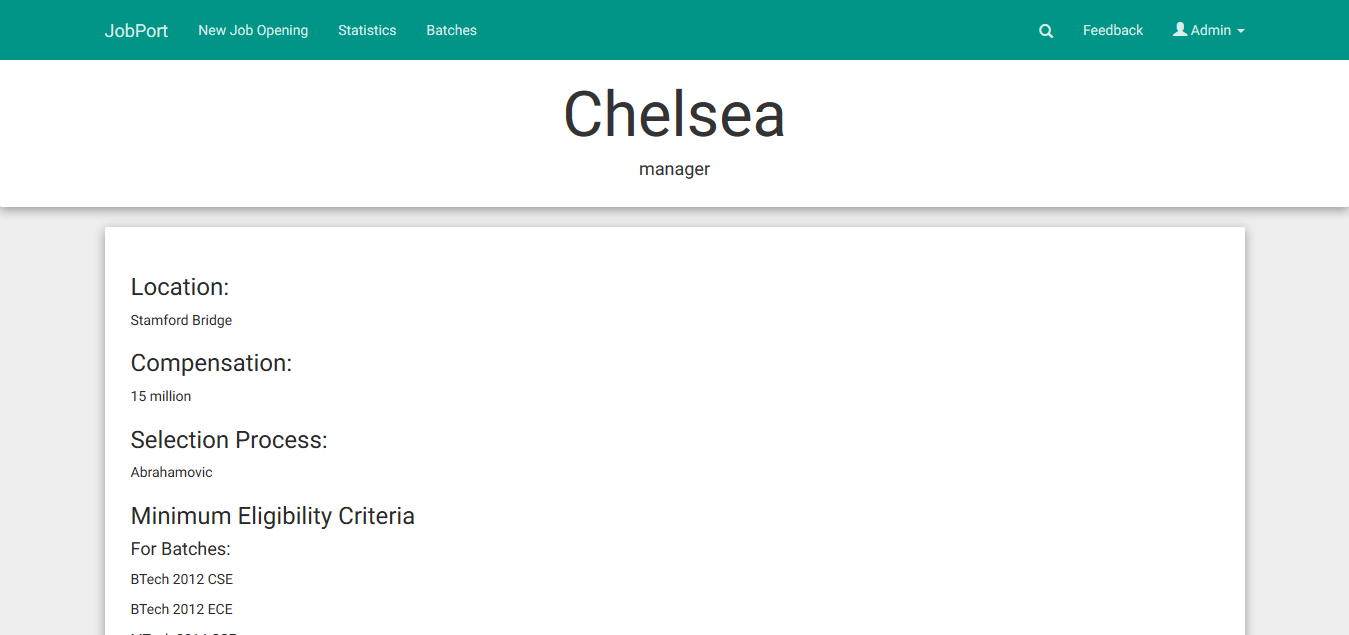 JobPort New Job Opening Statistics Batches Feedback Admin
Chelsea
manager
Location:
Stamford Bridge
Compensation:
15 million
Selection Process:
Abrahamovic
Minimum Eligibility Criteria
For Batches:
BTech 2012 CSE
BTech 2012 ECE